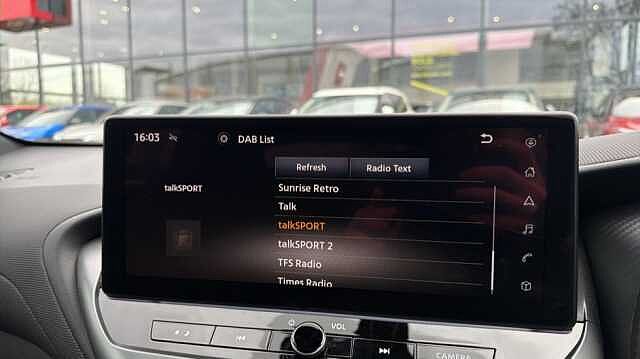 16:03
DAB List
Refresh
Radio Text
talkSPORT
Sunrise Retro
Talk
talkSPORT
talkSPORT 2
TFS Radio
Times Radio
VOL
CAMERA